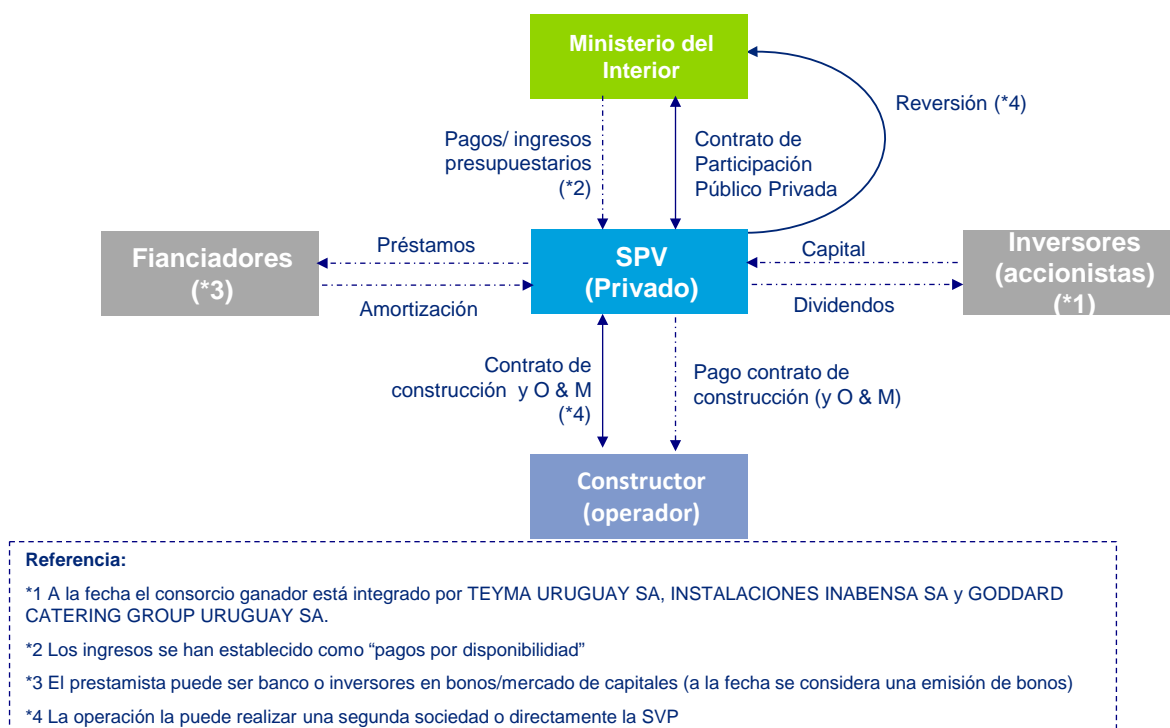 Ministerio del
Interior
Reversión (*4)
Pagos/ ingresos
presupuestarios
(*2)
Contrato de
Participación
Público Privada
Fianciadores
(*3)
Préstamos
Amortización
SPV
(Privado)
Capital
Dividendos
Inversores
(accionistas)
(*1)
Contrato de
construcción y O & M
(*4)
Pago contrato de
construcción (y O & M)
Constructor
(operador)
Referencia:
*1 A la fecha el consorcio ganador está integrado por TEYMA URUGUAY SA, INSTALACIONES INABENSA SA y GODDARD
CATERING GROUP URUGUAY SA.
*2 Los ingresos se han establecido como “pagos por disponibilidiad”
*3 El prestamista puede ser banco o inversores en bonos/mercado de capitales (a la fecha se considera una emisión de bonos)
*4 La operación la puede realizar una segunda sociedad o directamente la SVP